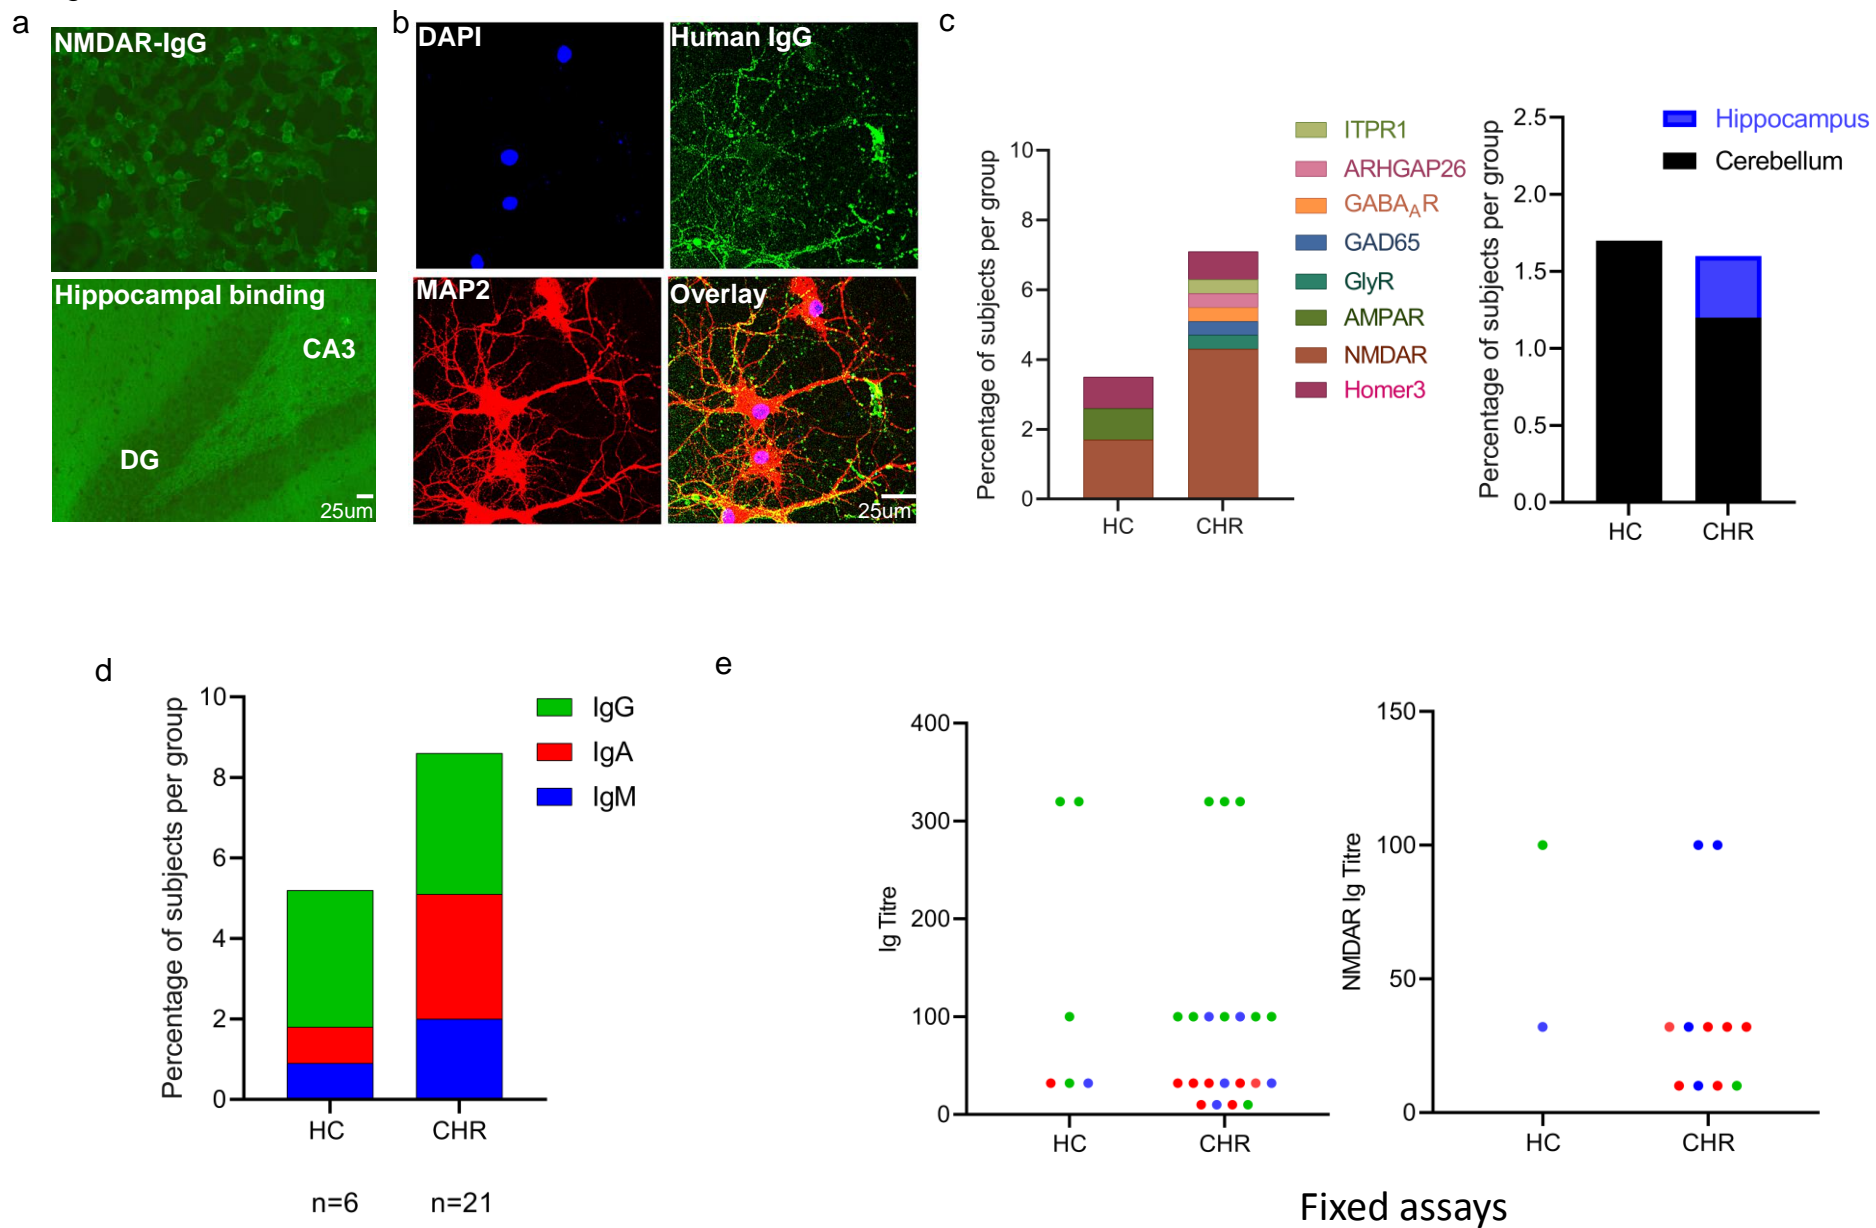 a
NMDAR-IgG
Hippocampal binding
CA3
DG
25um
b
DAPI
Human IgG
MAP2
Overlay
25um
c
Percentage of subjects per group
10
8
6
4
2
0
HC
CHR
ITPR1
ARHGAP26
GABAAR
GAD65
GlyR
AMPAR
NMDAR
Homer3
Percentage of subjects per group
2.5
2.0
1.5
1.0
0.5
0.0
HC
CHR
Hippocampus
Cerebellum
d
Percentage of subjects per group
10
8
6
4
2
0
HC
CHR
n=6
n=21
IgG
IgA
IgM
e
Ig Titre
400
300
200
100
0
HC
CHR
NMDAR Ig Titre
150
100
50
0
HC
CHR
Fixed assays